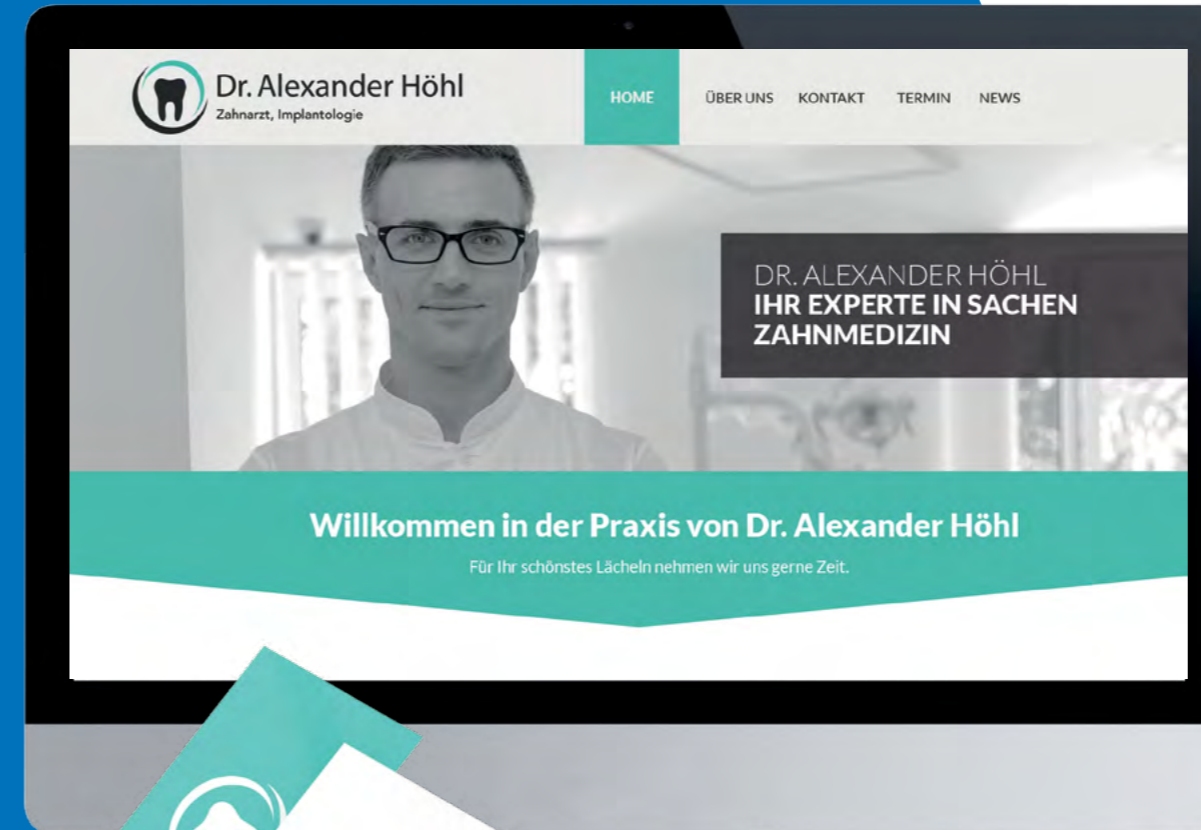 Dr. Alexander Höhl
Zahnarzt, Implantologie
HOME ÜBER UNS KONTAKT TERMIN NEWS
DR. ALEXANDER HÖHL
IHR EXPERTE IN SACHEN
ZAHNMEDIZIN
Willkommen in der Praxis von Dr. Alexander Höhl
Für Ihr schönstes Lächeln nehmen wir uns gerne Zeit.